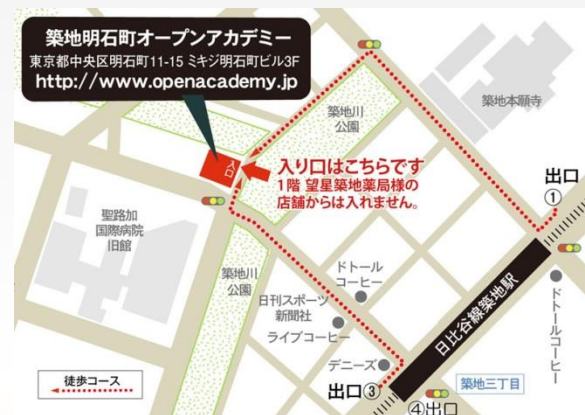 築地明石町オープンアカデミー
東京都中央区明石町11-15 ミキジ明石町ビル3F
http://www.openacademy.jp
築地川
公園
築地本願寺
入口
入り口はこちらです
1階 望星築地薬局様の
店舗からは入れません。
出口
①
聖路加
国際病院
旧館
築地川
公園
ドトール
コーヒー
日刊スポーツ
新聞社
ライブコーヒー
日比谷線築地駅
ドトールコーヒー
デニーズ
徒歩コース
出口③
築地三丁目
④出口